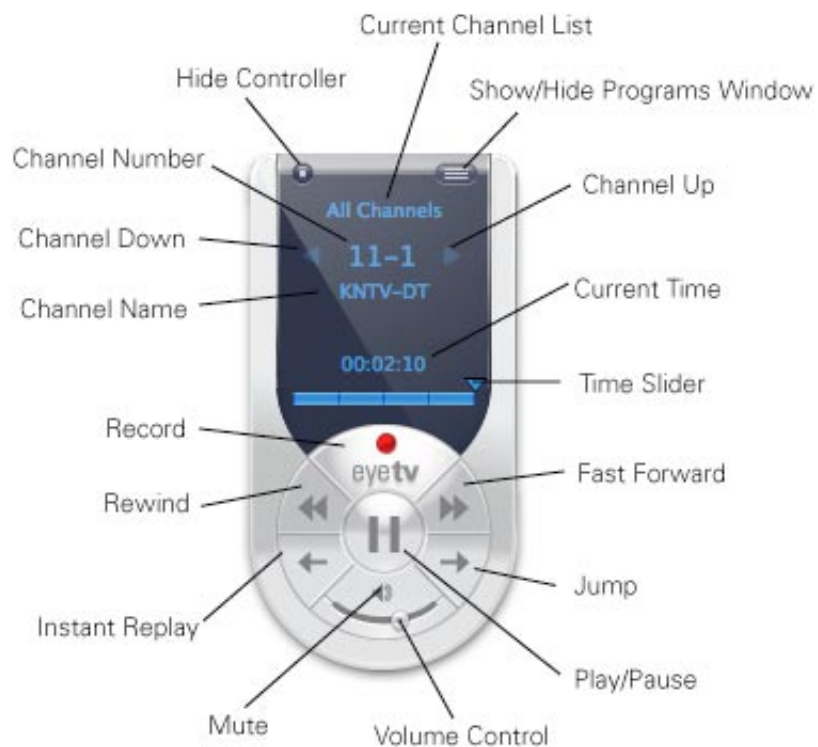 Current Channel List
Hide Controller
Show/Hide Programs Window
Channel Number
Channel Up
All Channels
Channel Down
11-1
Channel Name
KNTV-DT
Current Time
00:02:10
Time Slider
Record
eyetv
Fast Forward
Rewind
Jump
Instant Replay
Play/Pause
Mute
Volume Control